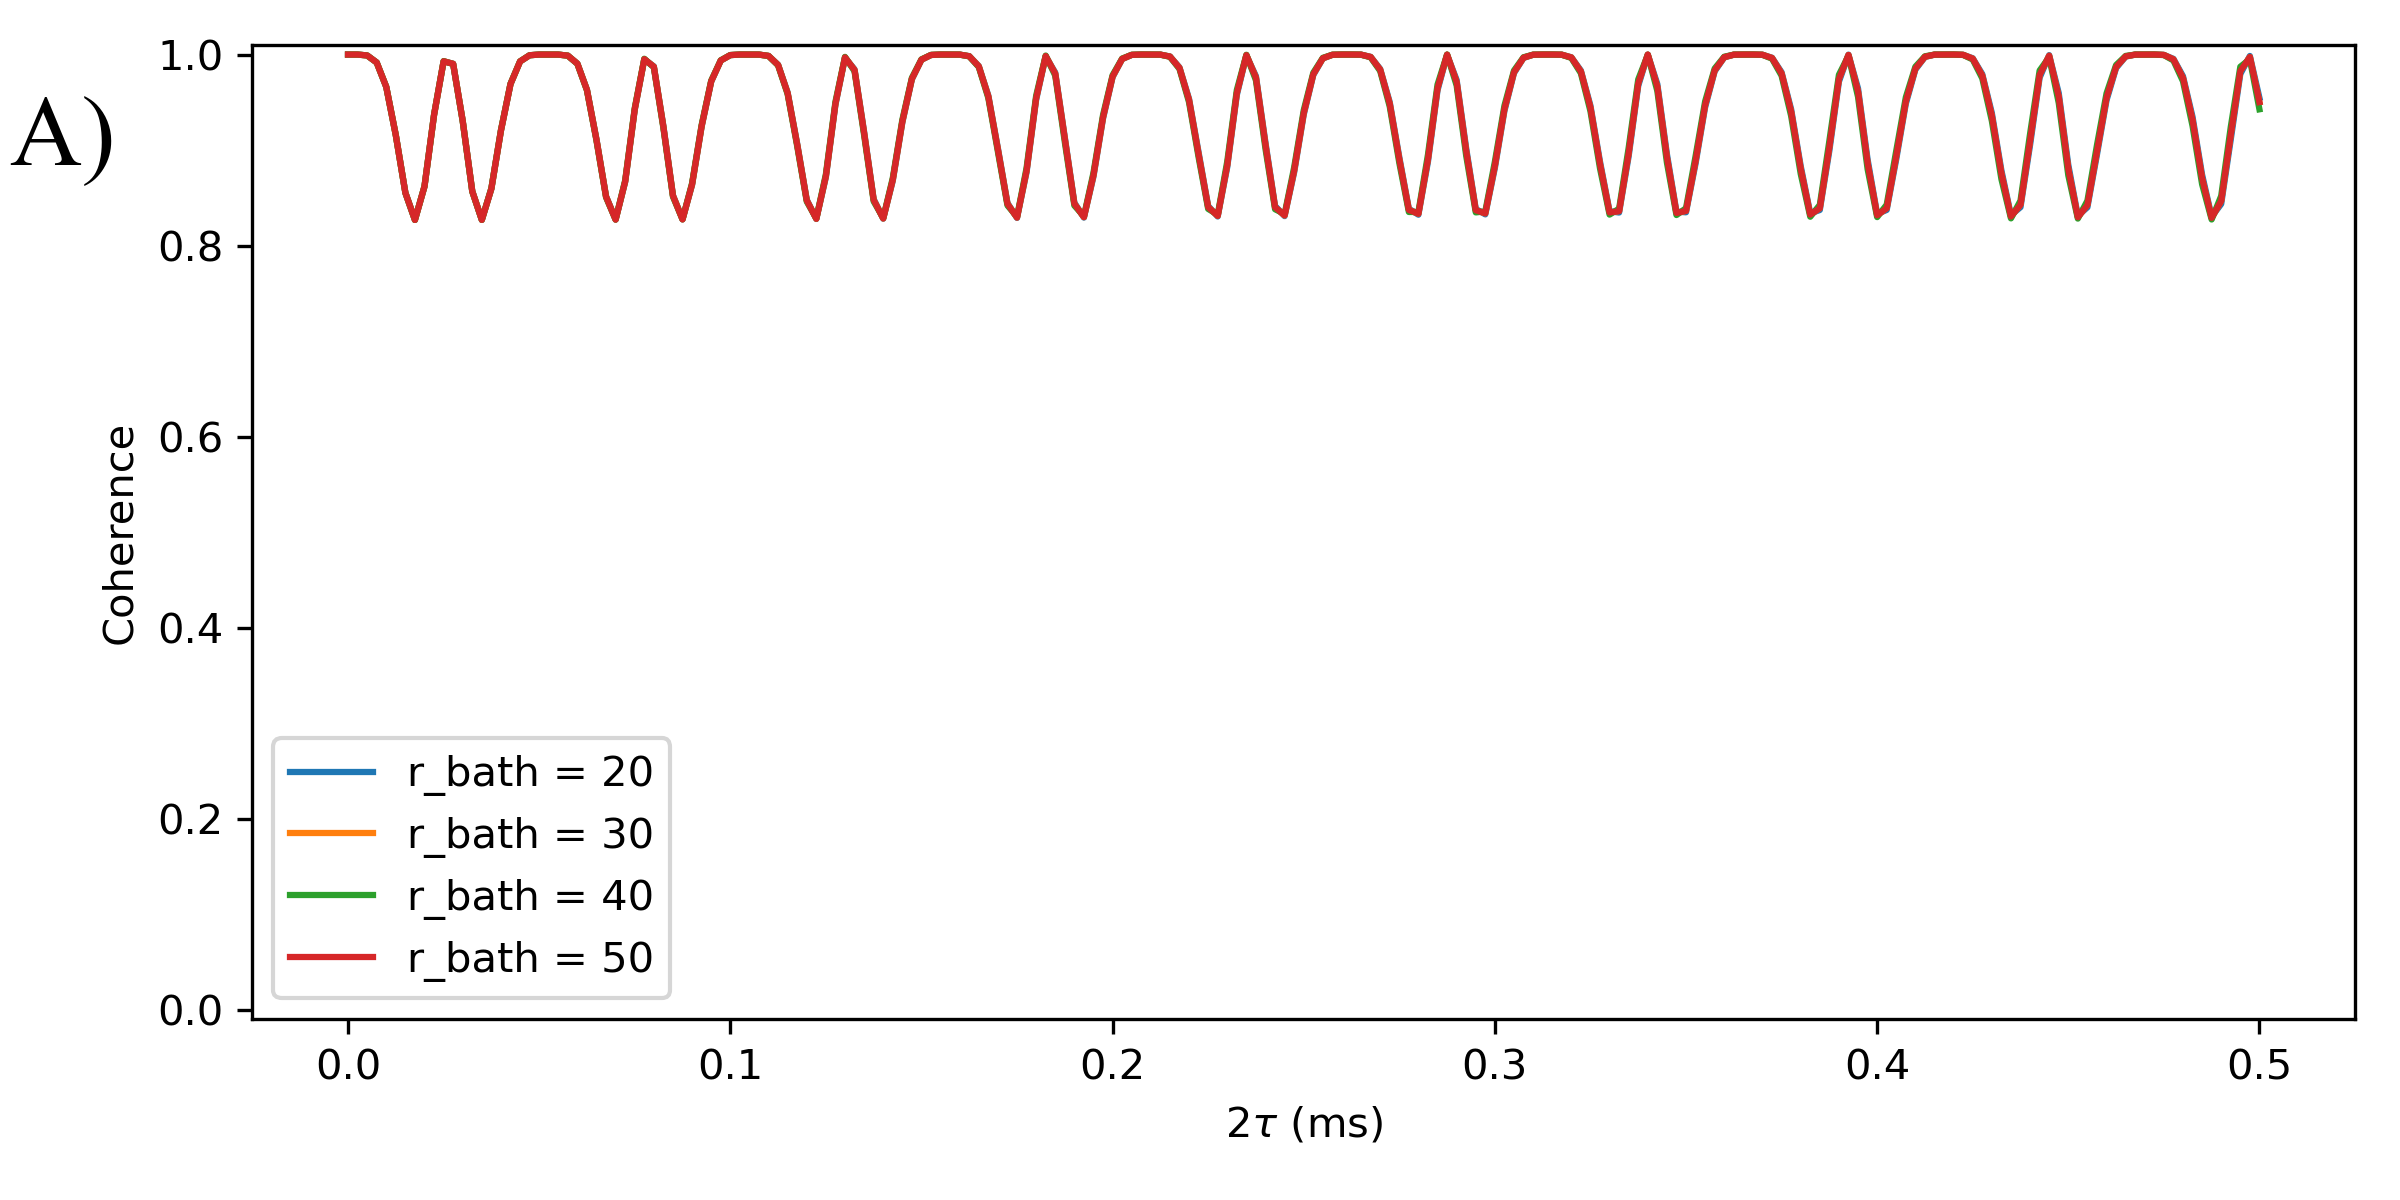 A)
1.0
0.8
0.6
0.4
0.2
0.0
Coherence
r_bath = 20
r_bath = 30
r_bath = 40
r_bath = 50
0.0 0.1 0.2 0.3 0.4 0.5
2τ (ms)